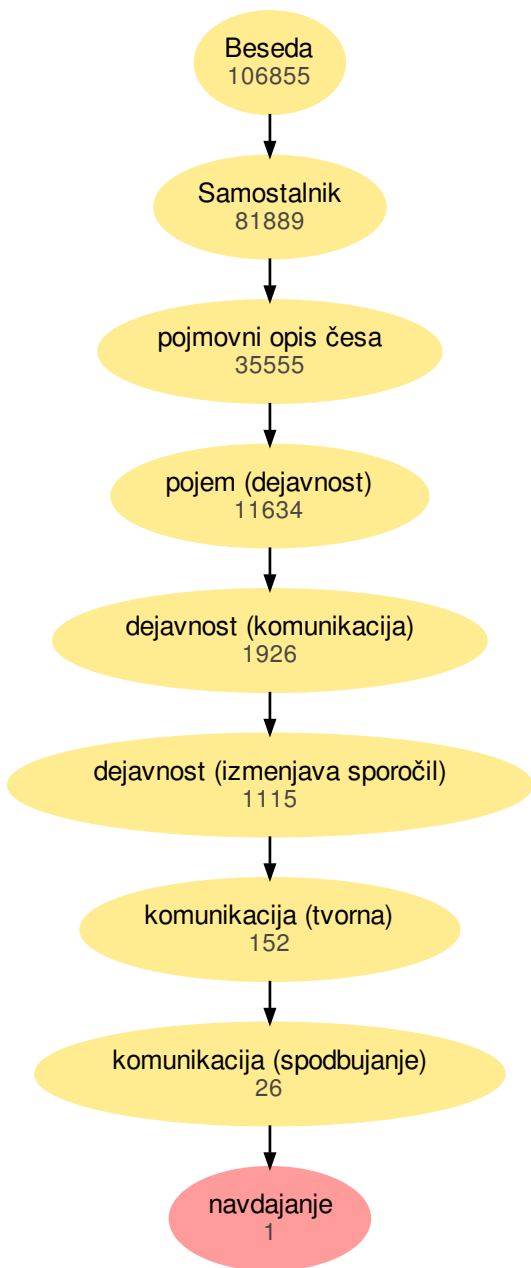 Beseda
106855
Samostalnik
81889
pojmovni opis česa
35555
pojem (dejavnost)
11634
dejavnost (komunikacija)
1926
dejavnost (izmenjava sporočil)
1115
komunikacija (tvorna)
152
komunikacija (spodbujanje)
26
navdajanje
1